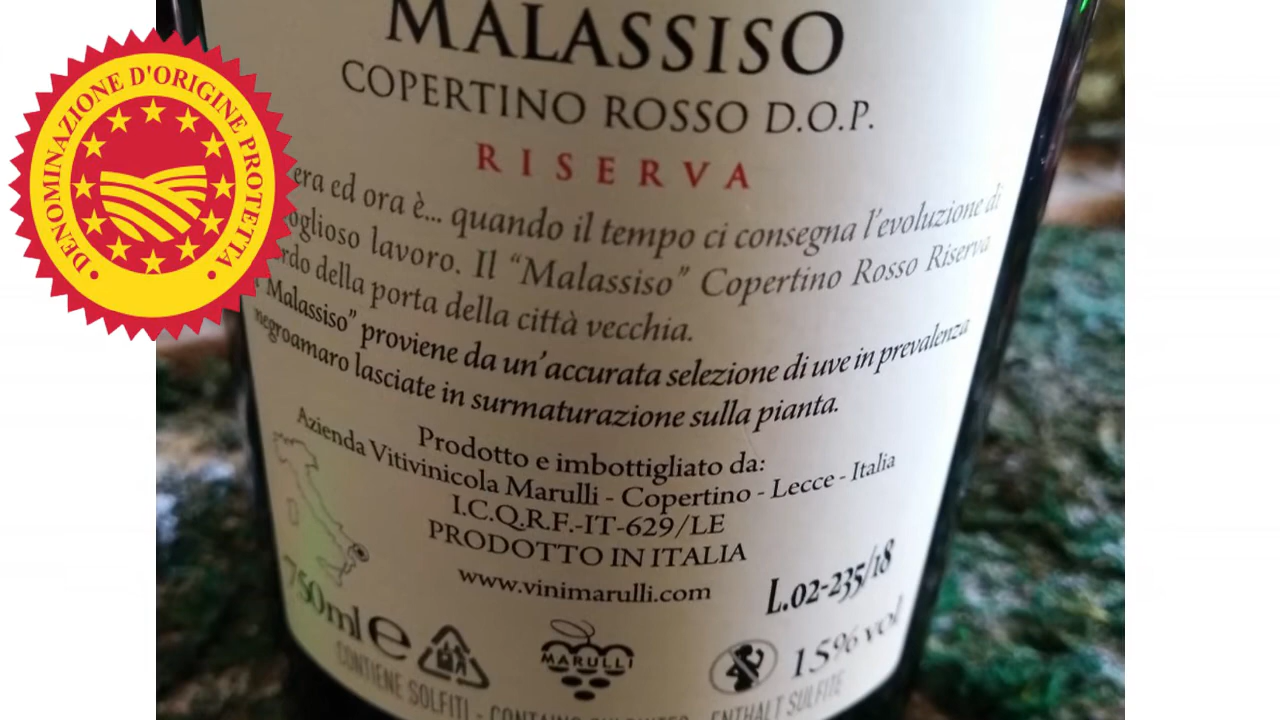 DENOMINAZIONE D'ORIGINE PROTETTA
MALASSISO
COPERTINO ROSSO D.O.P.
RISERVA
era ed ora è... quando il tempo ci consegna l'evoluzione di
oglioso lavoro. Il “Malassiso” Copertino Rosso Riserva
rdo della porta della città vecchia.
“Malassiso” proviene da un'accurata selezione di uve in prevalenza
negroamaro lasciate in surmaturazione sulla pianta.
Prodotto e imbottigliato da:
Azienda Vitivinicola Marulli - Copertino - Lecce - Italia
I.C.Q.R.F.-IT-629/LE
PRODOTTO IN ITALIA
www.vinimarulli.com
L.02-235/18
750ml e
MARULLI
15% vol
CONTIENE SOLFITI - CONTAINS SULPHITES - ENTHALT SULFITE